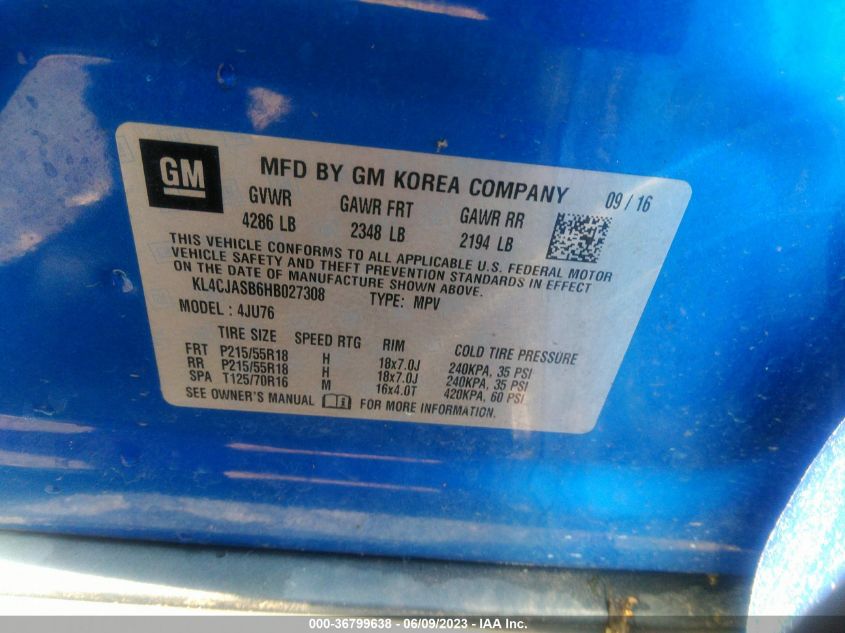 GM
MFD BY GM KOREA COMPANY 09 / 16
GVWR GAWR FRT GAWR RR
4286 LB 2348 LB 2194 LB
THIS VEHICLE CONFORMS TO ALL APPLICABLE U.S. FEDERAL MOTOR
VEHICLE SAFETY AND THEFT PREVENTION STANDARDS IN EFFECT
ON THE DATE OF MANUFACTURE SHOWN ABOVE.
KL4CJASB6HB027308 TYPE: MPV
MODEL: 4JU76
TIRE SIZE SPEED RTG RIM COLD TIRE PRESSURE
FRT P215/55R18 H 18x7.0J 240KPA, 35 PSI
RR P215/55R18 H 18x7.0J 240KPA, 35 PSI
SPA T125/70R16 M 16x4.0T 420KPA, 60 PSI
SEE OWNER'S MANUAL FOR MORE INFORMATION.
000-36799638 - 06/09/2023 - IAA Inc.